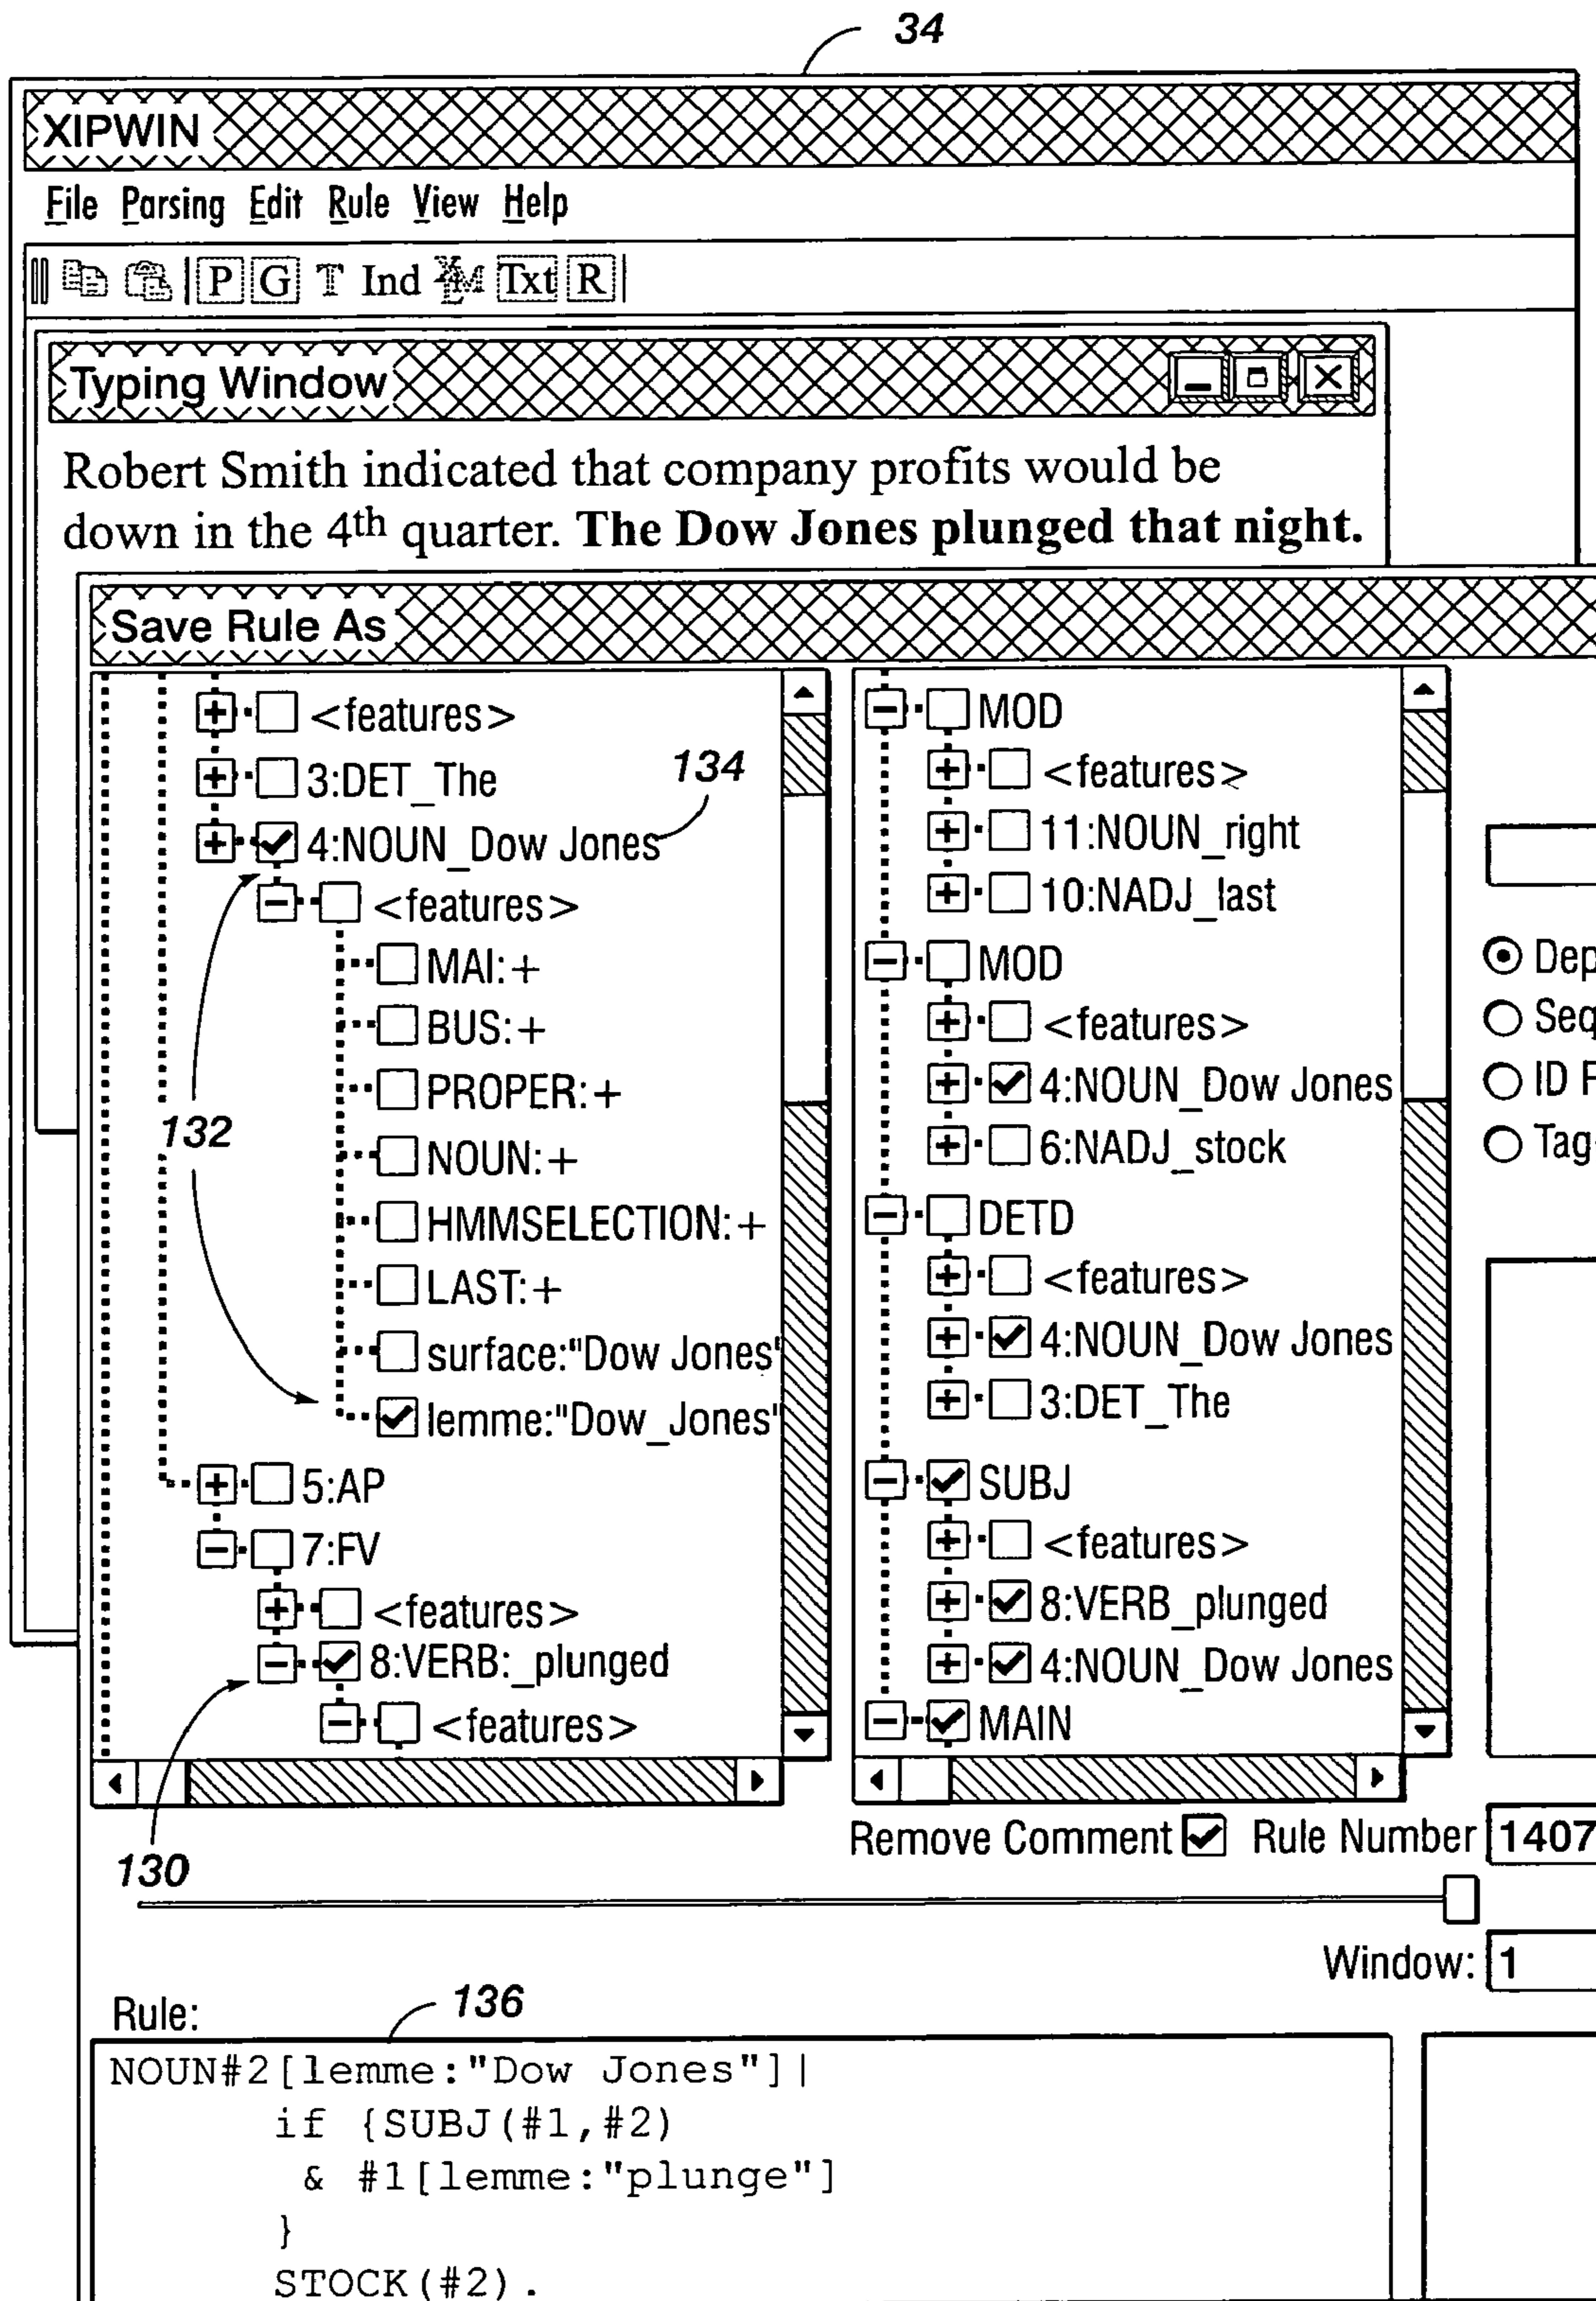 34
XIPWIN
File Parsing Edit Rule View Help
P G T Ind XML Txt R
Typing Window
Robert Smith indicated that company profits would be
down in the 4th quarter. The Dow Jones plunged that night.
Save Rule As
<features>
3:DET_The
134
4:NOUN_Dow Jones
<features>
MAI:+
BUS:+
PROPER:+
132
NOUN:+
HMMSELECTION:+
LAST:+
surface:"Dow Jones"
lemme:"Dow_Jones"
5:AP
7:FV
<features>
8:VERB:_plunged
<features>
130
MOD
<features>
11:NOUN_right
10:NADJ_last
MOD
<features>
4:NOUN_Dow Jones
6:NADJ_stock
DETD
<features>
4:NOUN_Dow Jones
3:DET_The
SUBJ
<features>
8:VERB_plunged
4:NOUN_Dow Jones
MAIN
Dep
Seq
ID F
Tag
Remove Comment Rule Number 1407
Window: 1
Rule:
136
NOUN#2[lemme:"Dow Jones"]|
if {SUBJ(#1,#2)
& #1[lemme:"plunge"]
}
STOCK(#2).